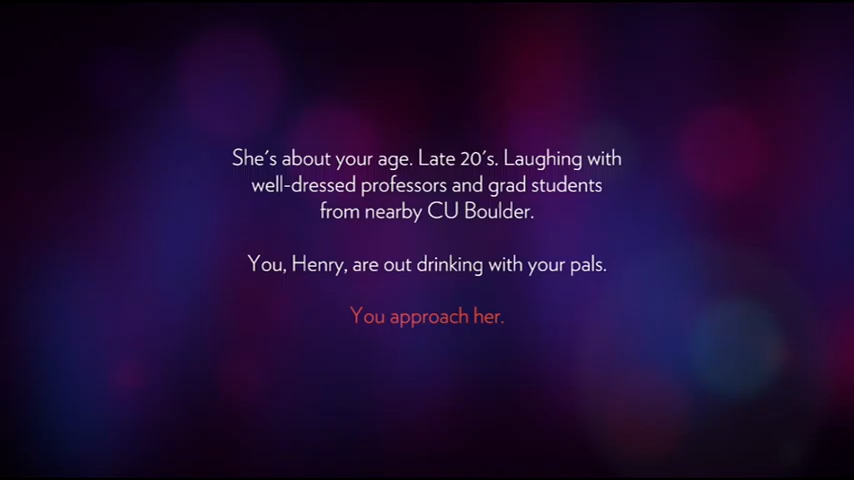 She's about your age. Late 20's. Laughing with
well-dressed professors and grad students
from nearby CU Boulder.
You, Henry, are out drinking with your pals.
You approach her.